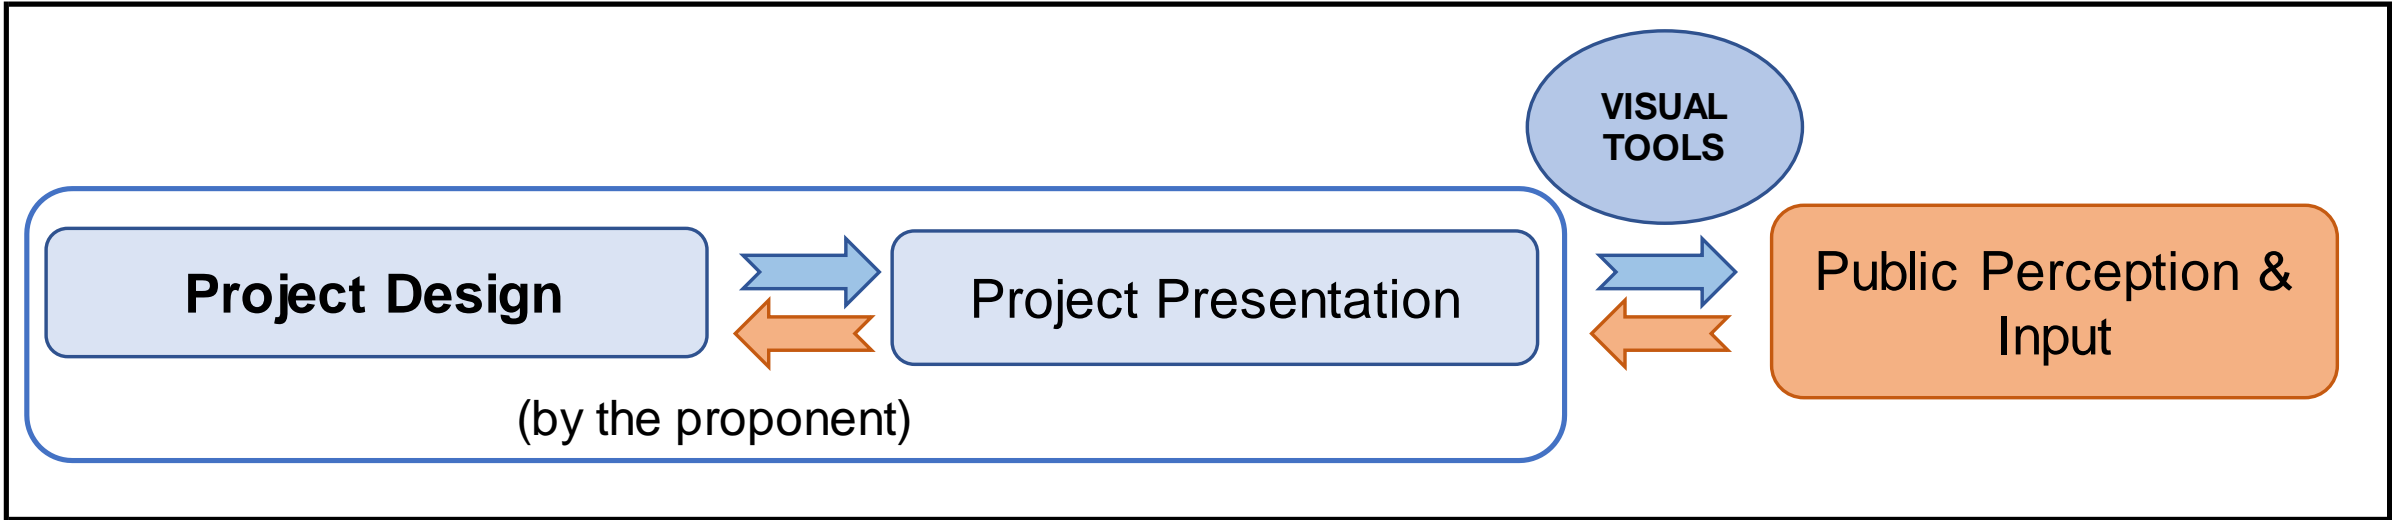 VISUAL
TOOLS
Project Design
Project Presentation
Public Perception &
Input
(by the proponent)